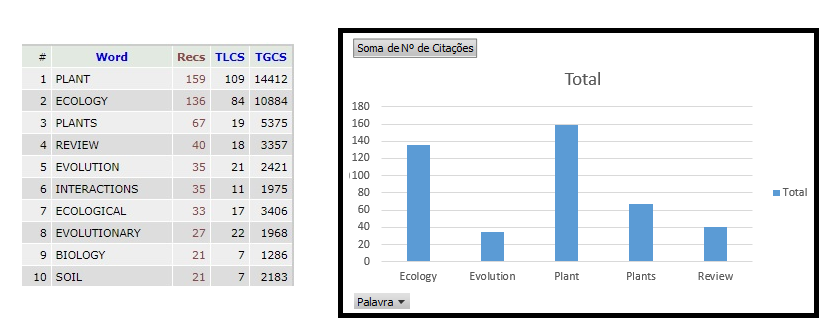 # Word Recs TLCS TGCS
1 PLANT 159 109 14412
2 ECOLOGY 136 84 10884
3 PLANTS 67 19 5375
4 REVIEW 40 18 3357
5 EVOLUTION 35 21 2421
6 INTERACTIONS 35 11 1975
7 ECOLOGICAL 33 17 3406
8 EVOLUTIONARY 27 22 1968
9 BIOLOGY 21 7 1286
10 SOIL 21 7 2183
Soma de Nº de Citações
Total
180
160
140
120
100
80
60
40
20
0
Total
Ecology Evolution Plant Plants Review
Palavra